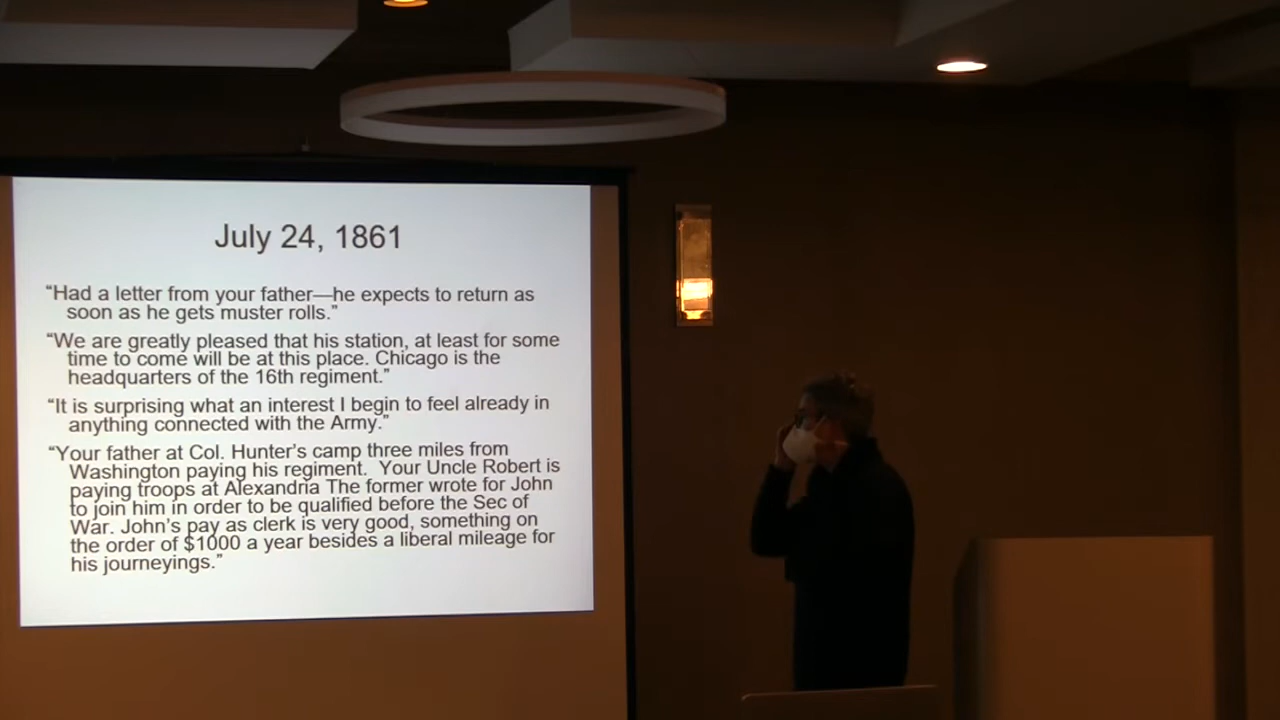 July 24, 1861
“Had a letter from your father—he expects to return as
soon as he gets muster rolls.”
“We are greatly pleased that his station, at least for some
time to come will be at this place. Chicago is the
headquarters of the 16th regiment.”
“It is surprising what an interest I begin to feel already in
anything connected with the Army.”
“Your father at Col. Hunter’s camp three miles from
Washington paying his regiment.  Your Uncle Robert is
paying troops at Alexandria The former wrote for John
to join him in order to be qualified before the Sec of
War. John’s pay as clerk is very good, something on
the order of $1000 a year besides a liberal mileage for
his journeyings.”